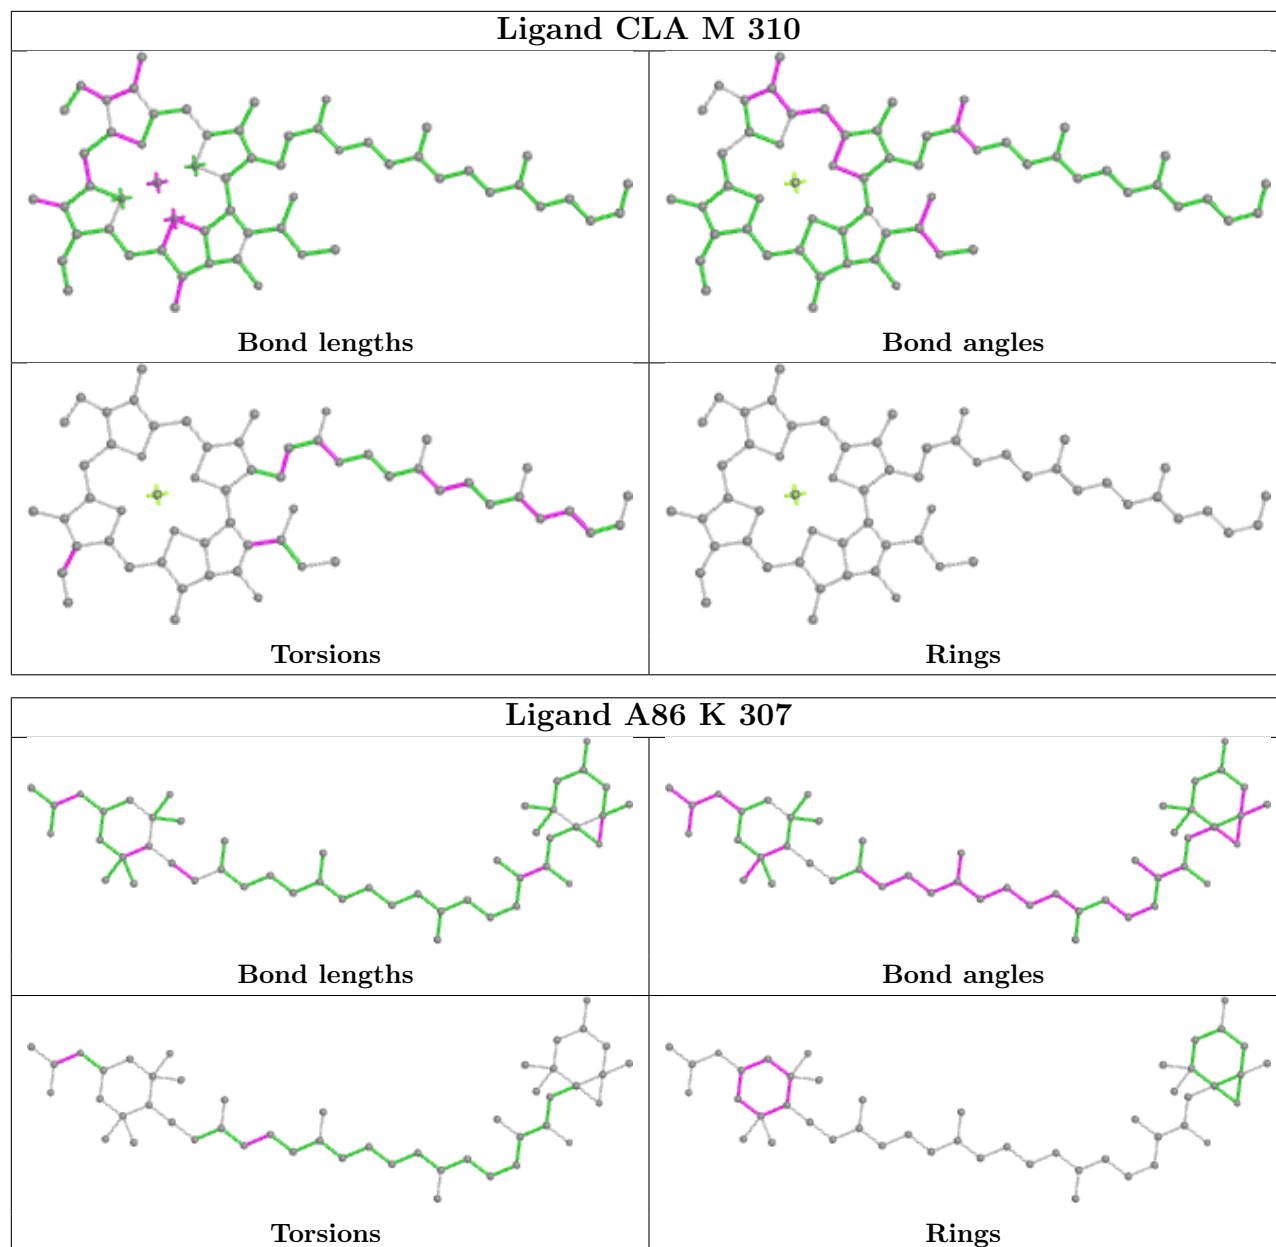 Ligand CLA M 310
Bond lengths
Bond angles
Torsions
Rings
Ligand A86 K 307
Bond lengths
Bond angles
Torsions
Rings